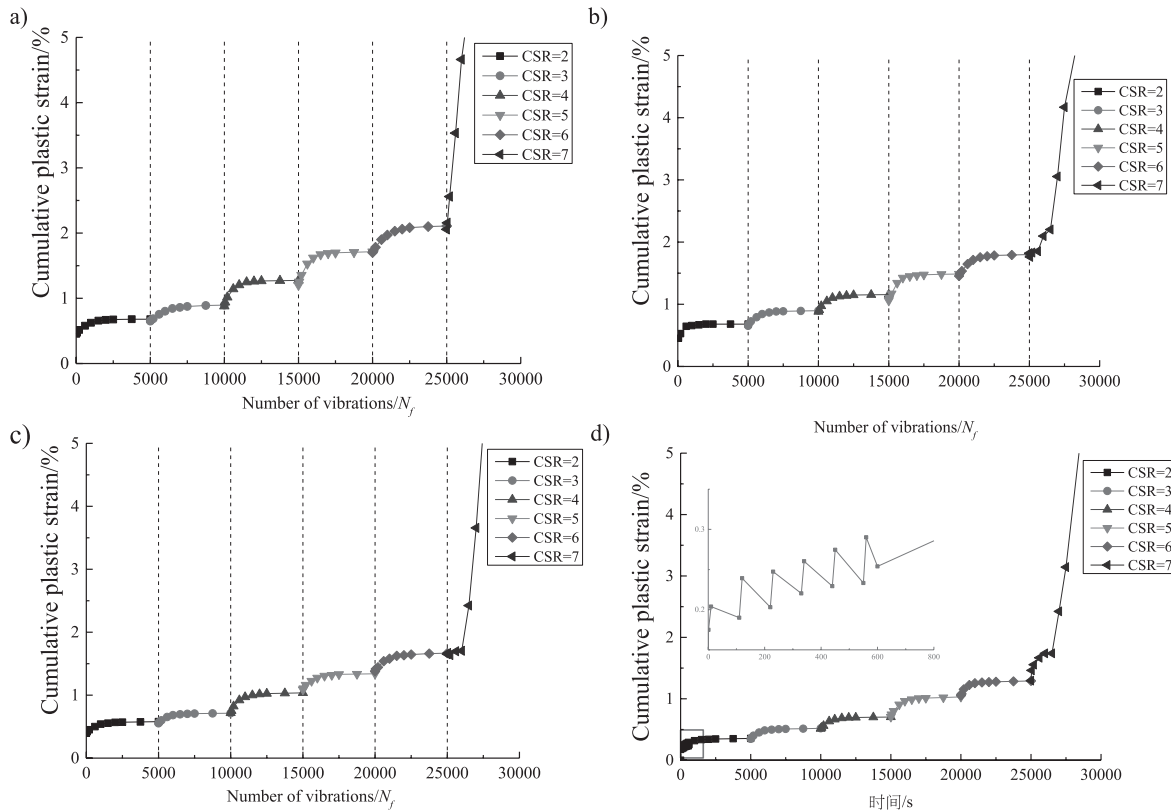 a)
Cumulative plastic strain/%
5
4
3
2
1
0
0 5000 10000 15000 20000 25000 30000
Number of vibrations/Nf
CSR=2
CSR=3
CSR=4
CSR=5
CSR=6
CSR=7
b)
Cumulative plastic strain/%
5
4
3
2
1
0
0 5000 10000 15000 20000 25000 30000
Number of vibrations/Nf
CSR=2
CSR=3
CSR=4
CSR=5
CSR=6
CSR=7
c)
Cumulative plastic strain/%
5
4
3
2
1
0
0 5000 10000 15000 20000 25000 30000
Number of vibrations/Nf
CSR=2
CSR=3
CSR=4
CSR=5
CSR=6
CSR=7
d)
Cumulative plastic strain/%
5
4
3
2
1
0
0 5000 10000 15000 20000 25000 30000
时间/s
CSR=2
CSR=3
CSR=4
CSR=5
CSR=6
CSR=7
0.3
0.2
0 200 400 600 800